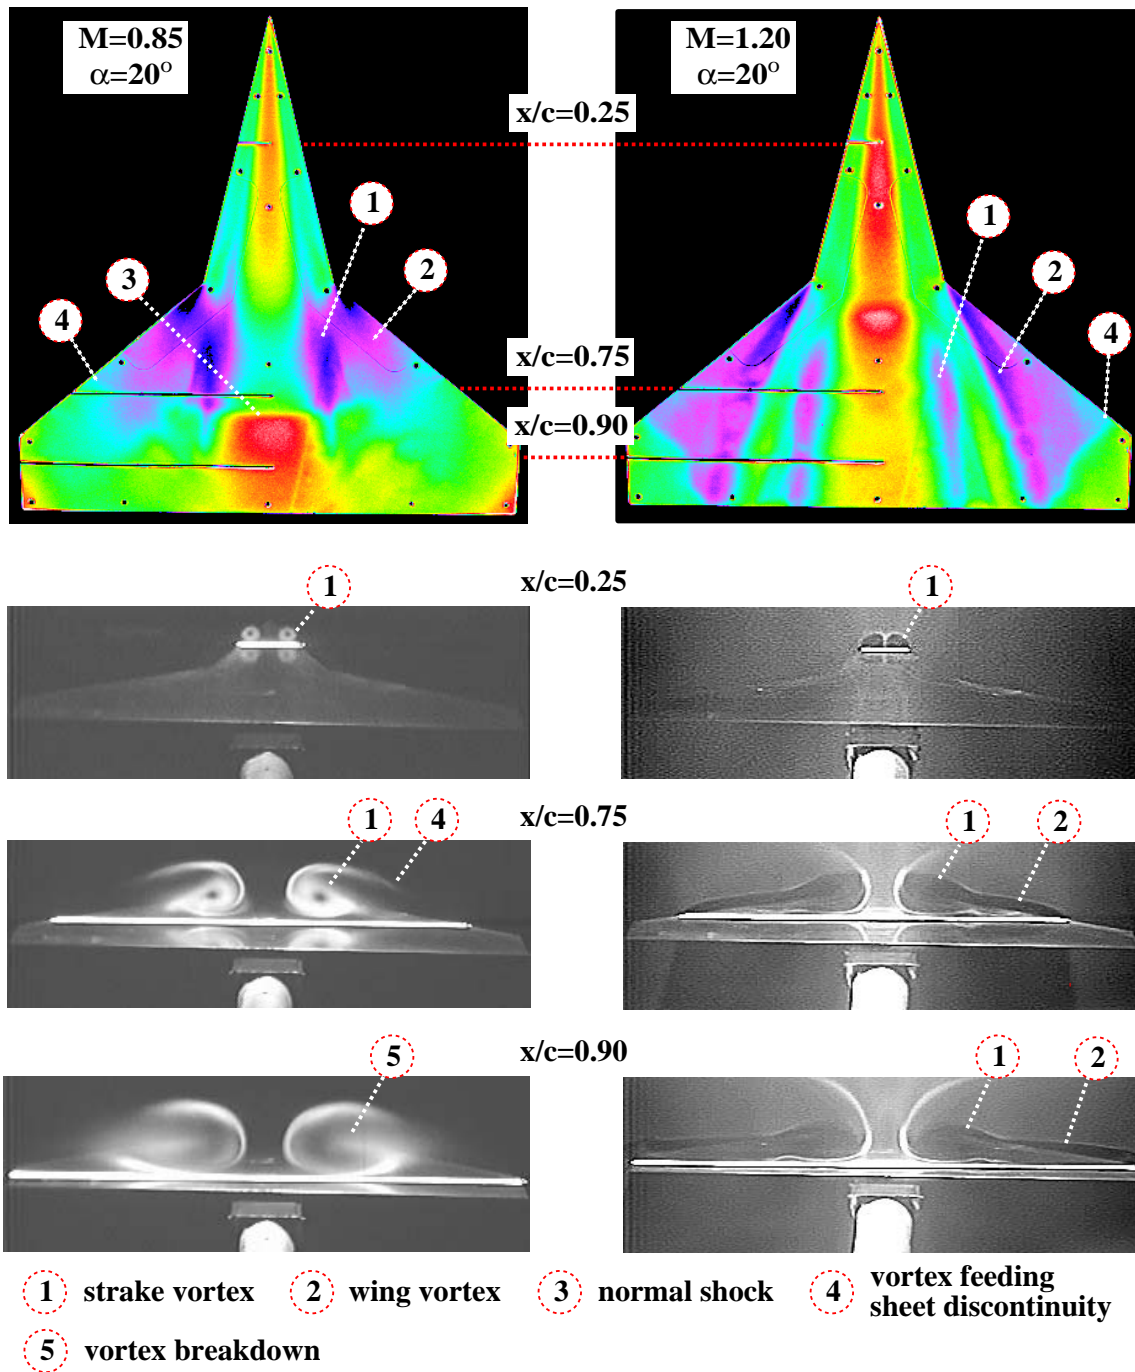 M=0.85
α=20°
M=1.20
α=20°
x/c=0.25
1
2
3
4
1
2
4
x/c=0.75
x/c=0.90
x/c=0.25
1
1
x/c=0.75
1
4
1
2
x/c=0.90
5
1
2
1 strake vortex
2 wing vortex
3 normal shock
4 vortex feeding
sheet discontinuity
5 vortex breakdown